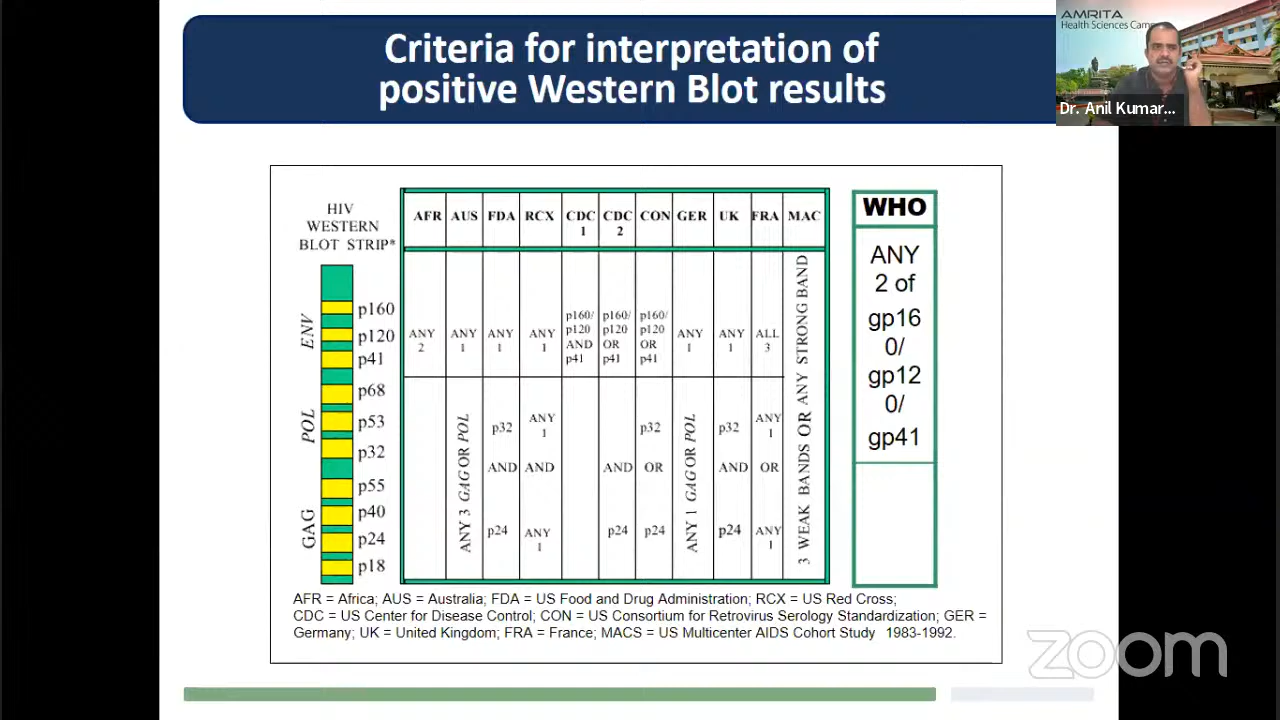 Criteria for interpretation of
positive Western Blot results
AMRITA
Health Sciences Camp
Dr. Anil Kumar...
HIV
WESTERN
BLOT STRIP*
ENV
POL
GAG
p160
p120
p41
p68
p53
p32
p55
p40
p24
p18
AFR AUS FDA RCX CDC 1 CDC 2 CON GER UK FRA MAC
ANY 2
ANY 1
ANY 1
ANY 1
p160/ p120 AND p41
p160/ p120 OR p41
p160/ p120 OR p41
ANY 1
ANY 1
ALL 3
ANY 3 GAG OR POL
p32 AND p24
ANY 1 AND ANY 1
AND p24
p32 OR p24
ANY 1 GAG OR POL
p32 AND p24
ANY 1 OR ANY 1
3 WEAK BANDS OR ANY STRONG BAND
WHO
ANY
2 of
gp16
0/
gp12
0/
gp41
AFR = Africa; AUS = Australia; FDA = US Food and Drug Administration; RCX = US Red Cross;
CDC = US Center for Disease Control; CON = US Consortium for Retrovirus Serology Standardization; GER =
Germany; UK = United Kingdom; FRA = France; MACS = US Multicenter AIDS Cohort Study 1983-1992.
zoom